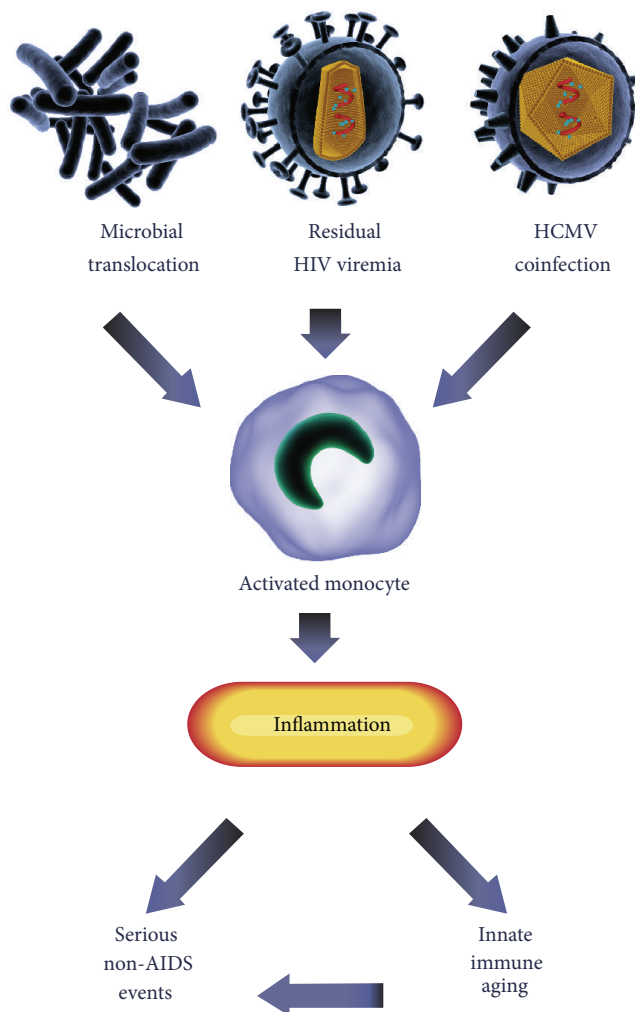 Microbial
translocation
Residual
HIV viremia
HCMV
coinfection
Activated monocyte
Inflammation
Serious
non-AIDS
events
Innate
immune
aging